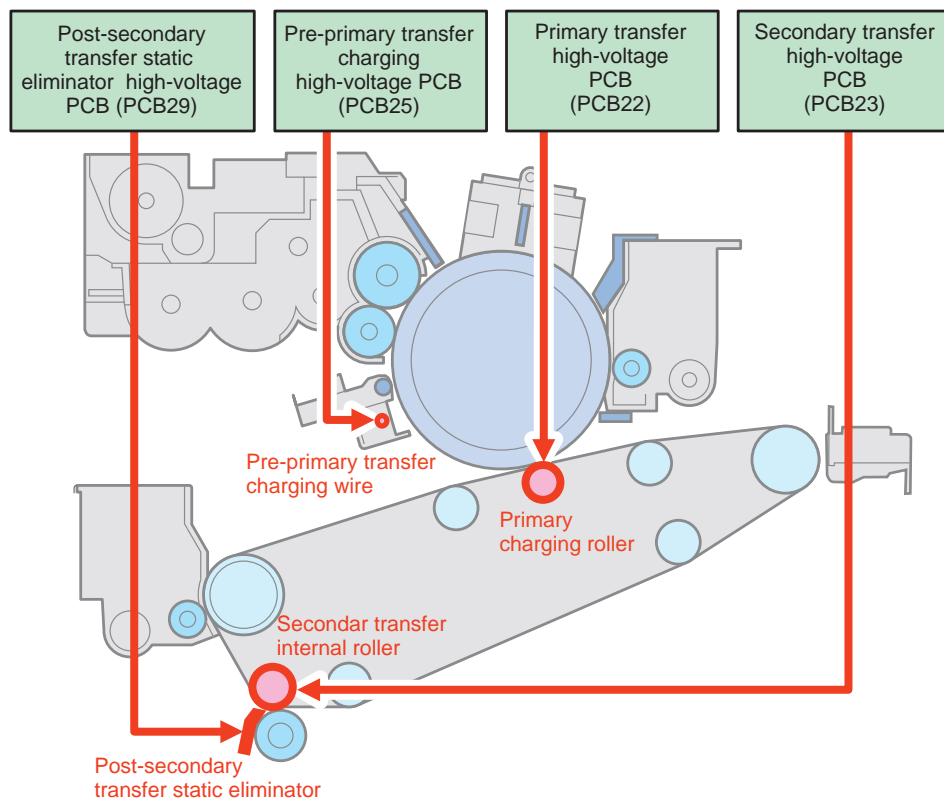 Post-secondary
transfer static
eliminator high-voltage
PCB (PCB29)
Pre-primary transfer
charging
high-voltage PCB
(PCB25)
Primary transfer
high-voltage
PCB
(PCB22)
Secondary transfer
high-voltage
PCB
(PCB23)
Pre-primary transfer
charging wire
Primary
charging roller
Secondar transfer
internal roller
Post-secondary
transfer static eliminator